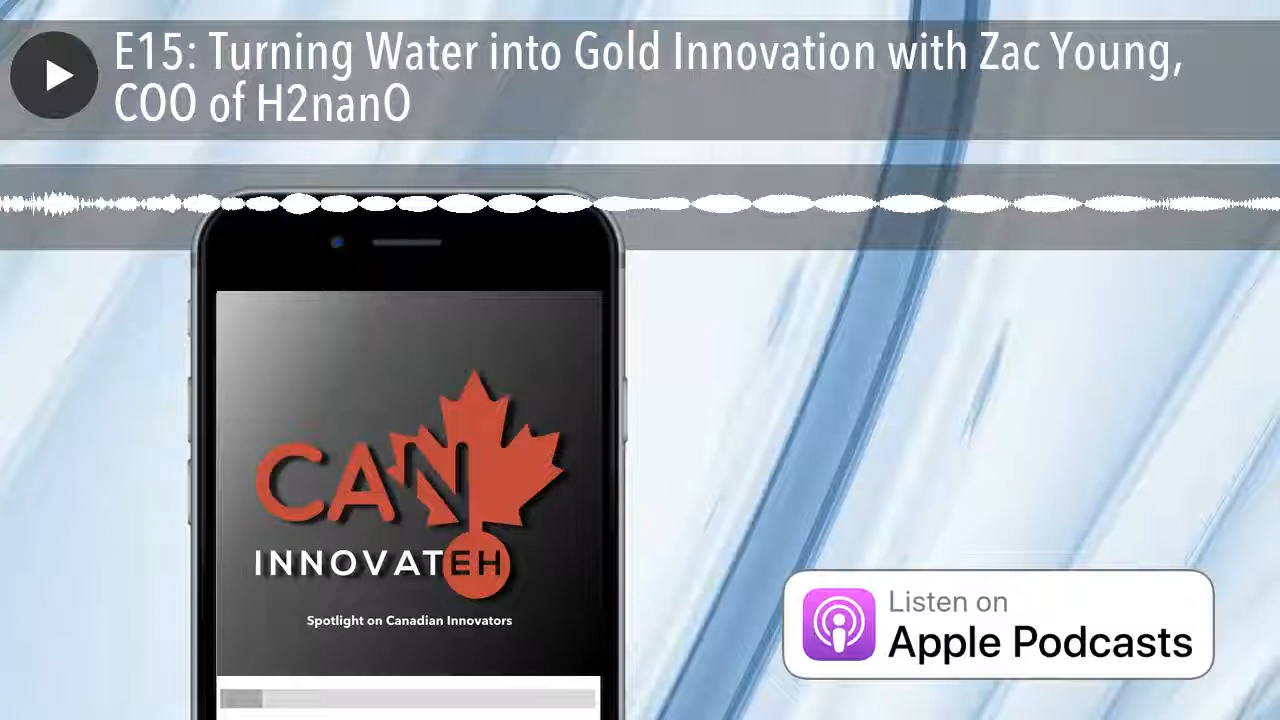 E15: Turning Water into Gold Innovation with Zac Young,
COO of H2nanO
CAN
INNOVATEH
Spotlight on Canadian Innovators
Listen on
Apple Podcasts